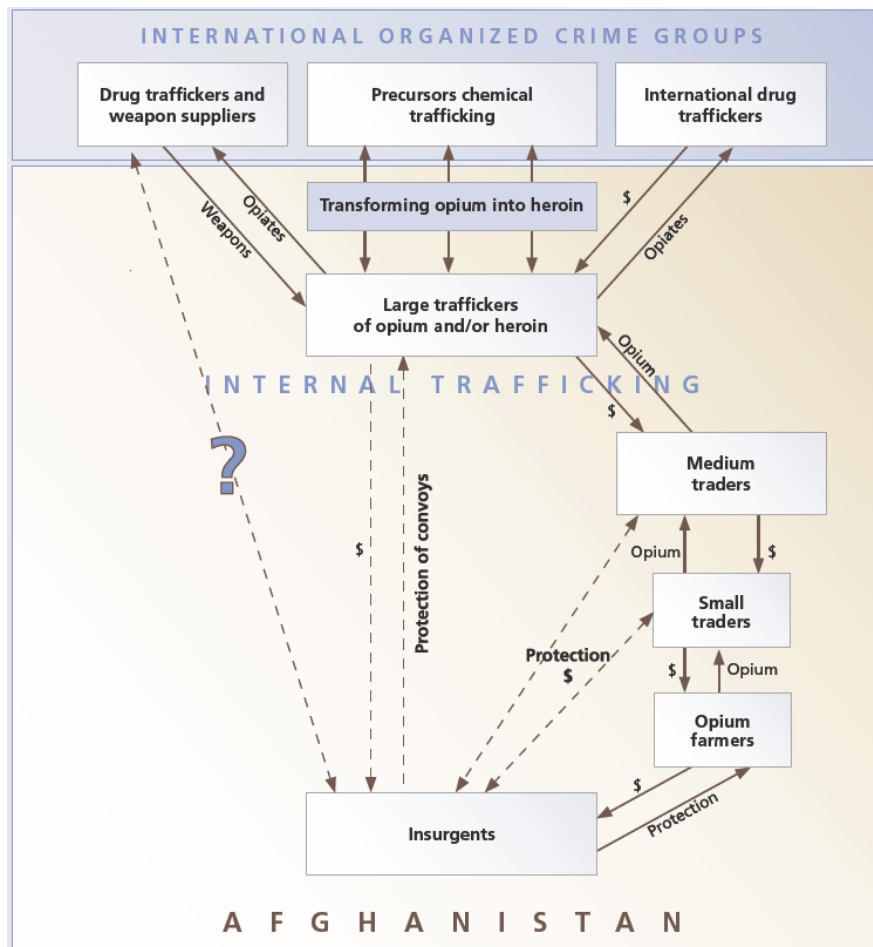 INTERNATIONAL ORGANIZED CRIME GROUPS
Drug traffickers and
weapon suppliers
Precursors chemical
trafficking
International drug
traffickers
Transforming opium into heroin
$
Opiates
Weapons
Opiates
Large traffickers
of opium and/or heroin
Opium
INTERNAL TRAFFICKING
$
?
Medium
traders
Protection of convoys
$
Opium
$
Small
traders
Protection
$
$
Opium
Opium
farmers
$
Protection
Insurgents
AFGHANISTAN